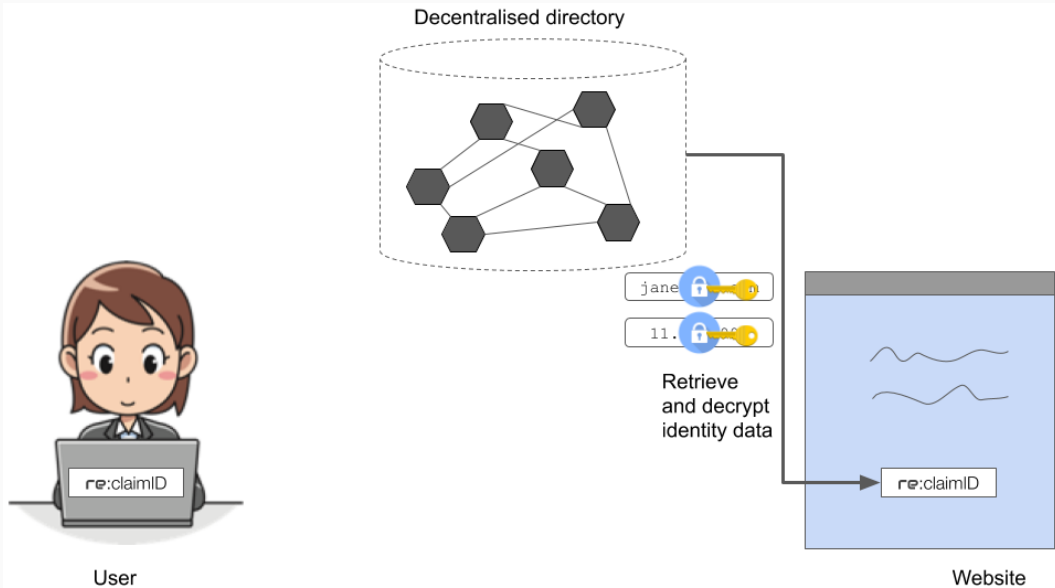 Decentralised directory
jane
11.
Retrieve
and decrypt
identity data
re:claimID
re:claimID
User
Website